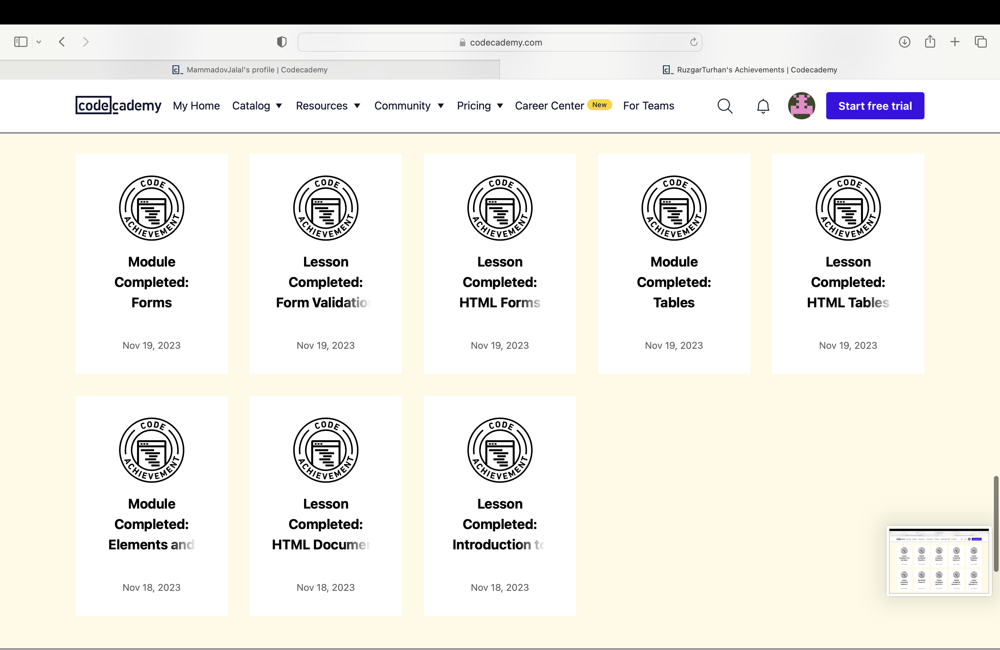 codecademy.com
MammadovJalal's profile | Codecademy
RuzgarTurhan's Achievements | Codecademy
codecademy My Home Catalog Resources Community Pricing Career Center New For Teams Start free trial
CODE ACHIEVEMENT
CODE ACHIEVEMENT
CODE ACHIEVEMENT
CODE ACHIEVEMENT
CODE ACHIEVEMENT
Module
Completed:
Forms
Nov 19, 2023
Lesson
Completed:
Form Validatio
Nov 19, 2023
Lesson
Completed:
HTML Forms
Nov 19, 2023
Module
Completed:
Tables
Nov 19, 2023
Lesson
Completed:
HTML Tables
Nov 19, 2023
CODE ACHIEVEMENT
CODE ACHIEVEMENT
CODE ACHIEVEMENT
Module
Completed:
Elements and
Nov 18, 2023
Lesson
Completed:
HTML Documen
Nov 18, 2023
Lesson
Completed:
Introduction to
Nov 18, 2023